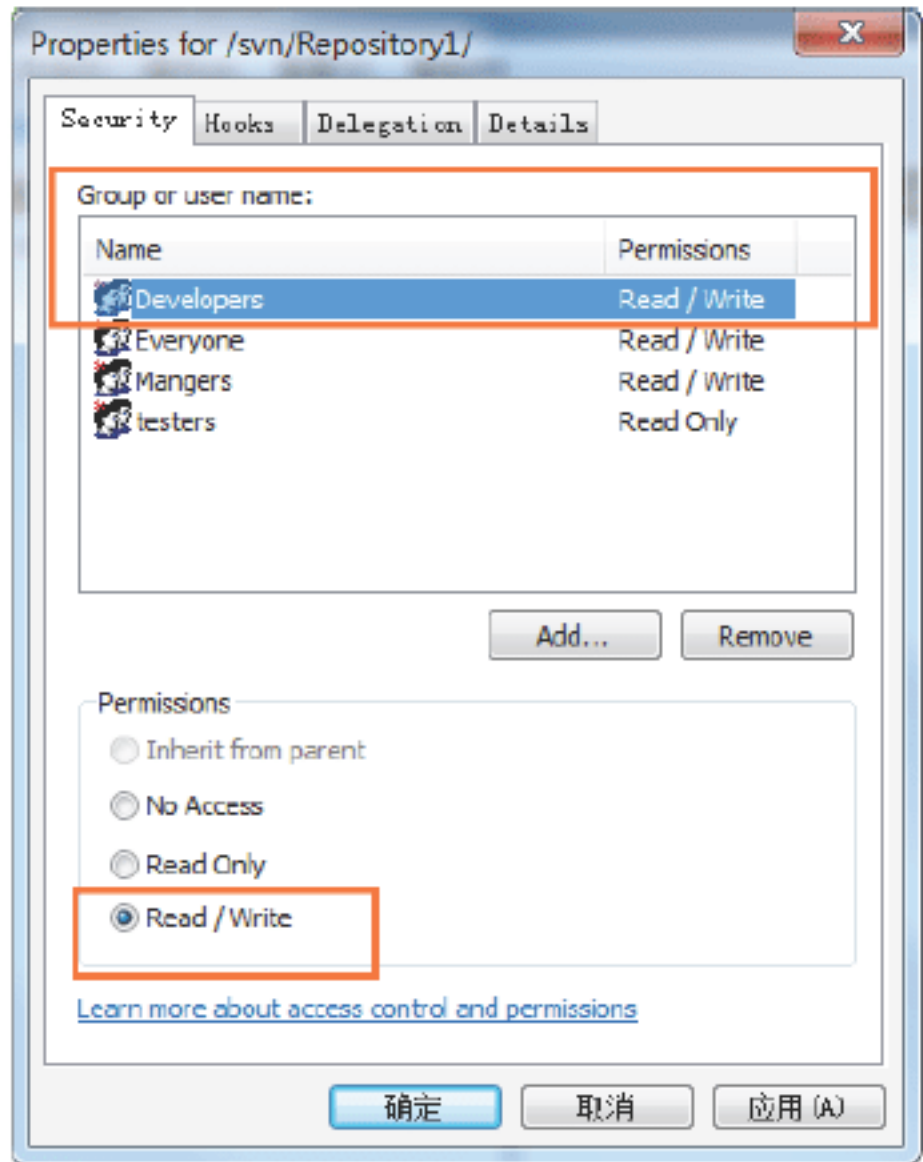 Properties for /svn/Repository1/
Security Hooks Delegation Details
Group or user name:
Name Permissions
Developers Read / Write
Everyone Read / Write
Mangers Read / Write
testers Read Only
Add... Remove
Permissions
Inherit from parent
No Access
Read Only
Read / Write
Learn more about access control and permissions
确定 取消 应用(A)